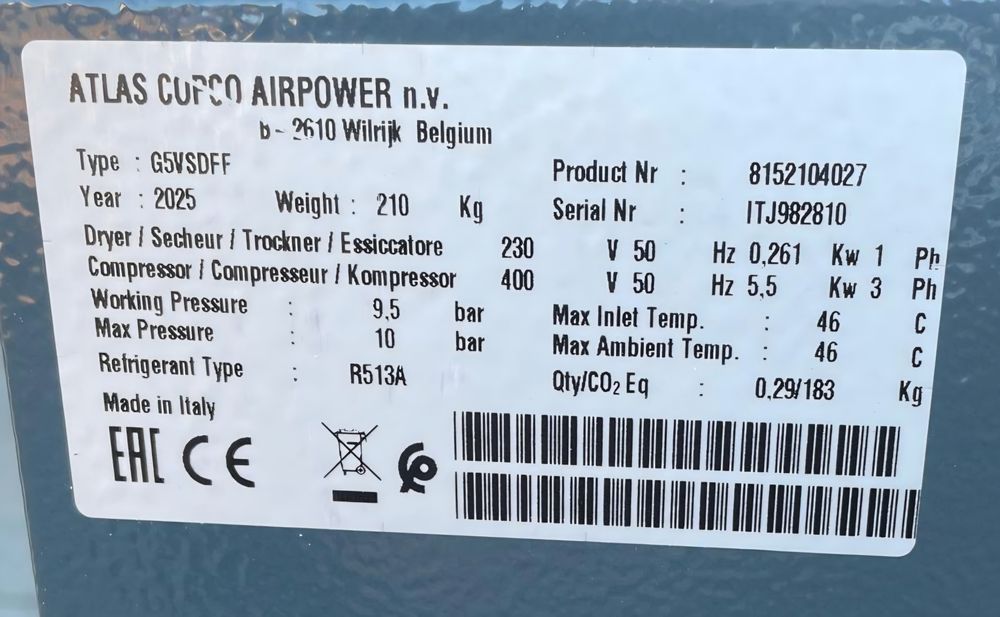 ATLAS COPCO AIRPOWER n.v.
b - 2610 Wilrijk Belgium
Type : G5VSDFF
Product Nr : 8152104027
Year : 2025 Weight : 210 Kg
Serial Nr : ITJ982810
Dryer / Secheur / Trockner / Essiccatore 230 V 50 Hz 0,261 Kw 1 Ph
Compressor / Compresseur / Kompressor 400 V 50 Hz 5,5 Kw 3 Ph
Working Pressure : 9,5 bar
Max Inlet Temp. : 46 C
Max Pressure : 10 bar
Max Ambient Temp. : 46 C
Refrigerant Type : R513A
Qty/CO₂ Eq : 0,29/183 Kg
Made in Italy
EAC CE